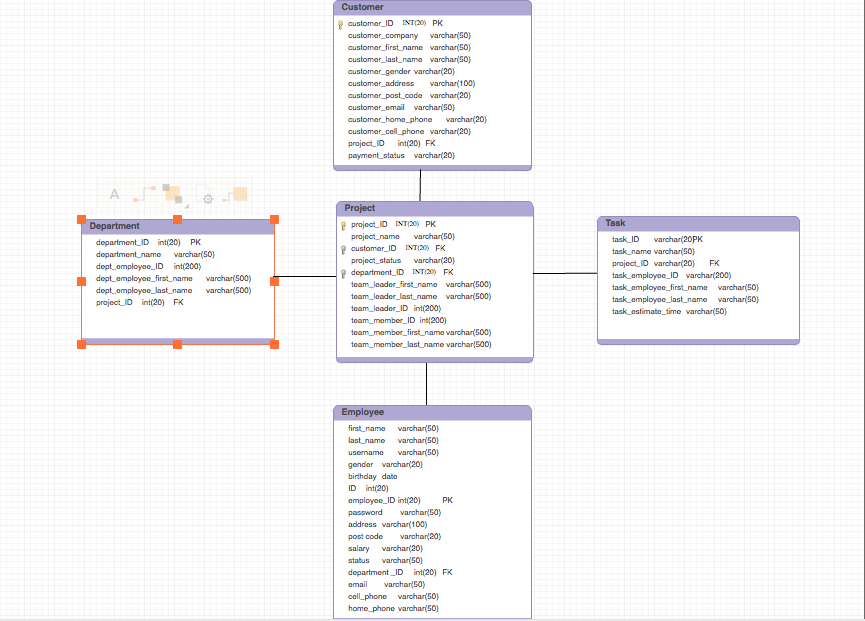 Customer
customer_ID INT(20) PK
customer_company varchar(50)
customer_first_name varchar(50)
customer_last_name varchar(50)
customer_gender varchar(20)
customer_address varchar(100)
customer_post_code varchar(20)
customer_email varchar(50)
customer_home_phone varchar(20)
customer_cell_phone varchar(20)
project_ID int(20) FK
payment_status varchar(20)
A
Department
department_ID int(20) PK
department_name varchar(50)
dept_employee_ID int(200)
dept_employee_first_name varchar(500)
dept_employee_last_name varchar(500)
project_ID int(20) FK
Project
project_ID INT(20) PK
project_name varchar(50)
customer_ID INT(20) FK
project_status varchar(20)
department_ID INT(20) FK
team_leader_first_name varchar(500)
team_leader_last_name varchar(500)
team_leader_ID int(200)
team_member_ID int(200)
team_member_first_name varchar(500)
team_member_last_name varchar(500)
Task
task_ID varchar(20PK
task_name varchar(50)
project_ID varchar(20) FK
task_employee_ID varchar(200)
task_employee_first_name varchar(50)
task_employee_last_name varchar(50)
task_estimate_time varchar(50)
Employee
first_name varchar(50)
last_name varchar(50)
username varchar(50)
gender varchar(20)
birthday date
ID int(20)
employee_ID int(20) PK
password varchar(50)
address varchar(100)
post code varchar(20)
salary varchar(20)
status varchar(50)
department _ID int(20) FK
email varchar(50)
cell_phone varchar(50)
home_phone varchar(50)